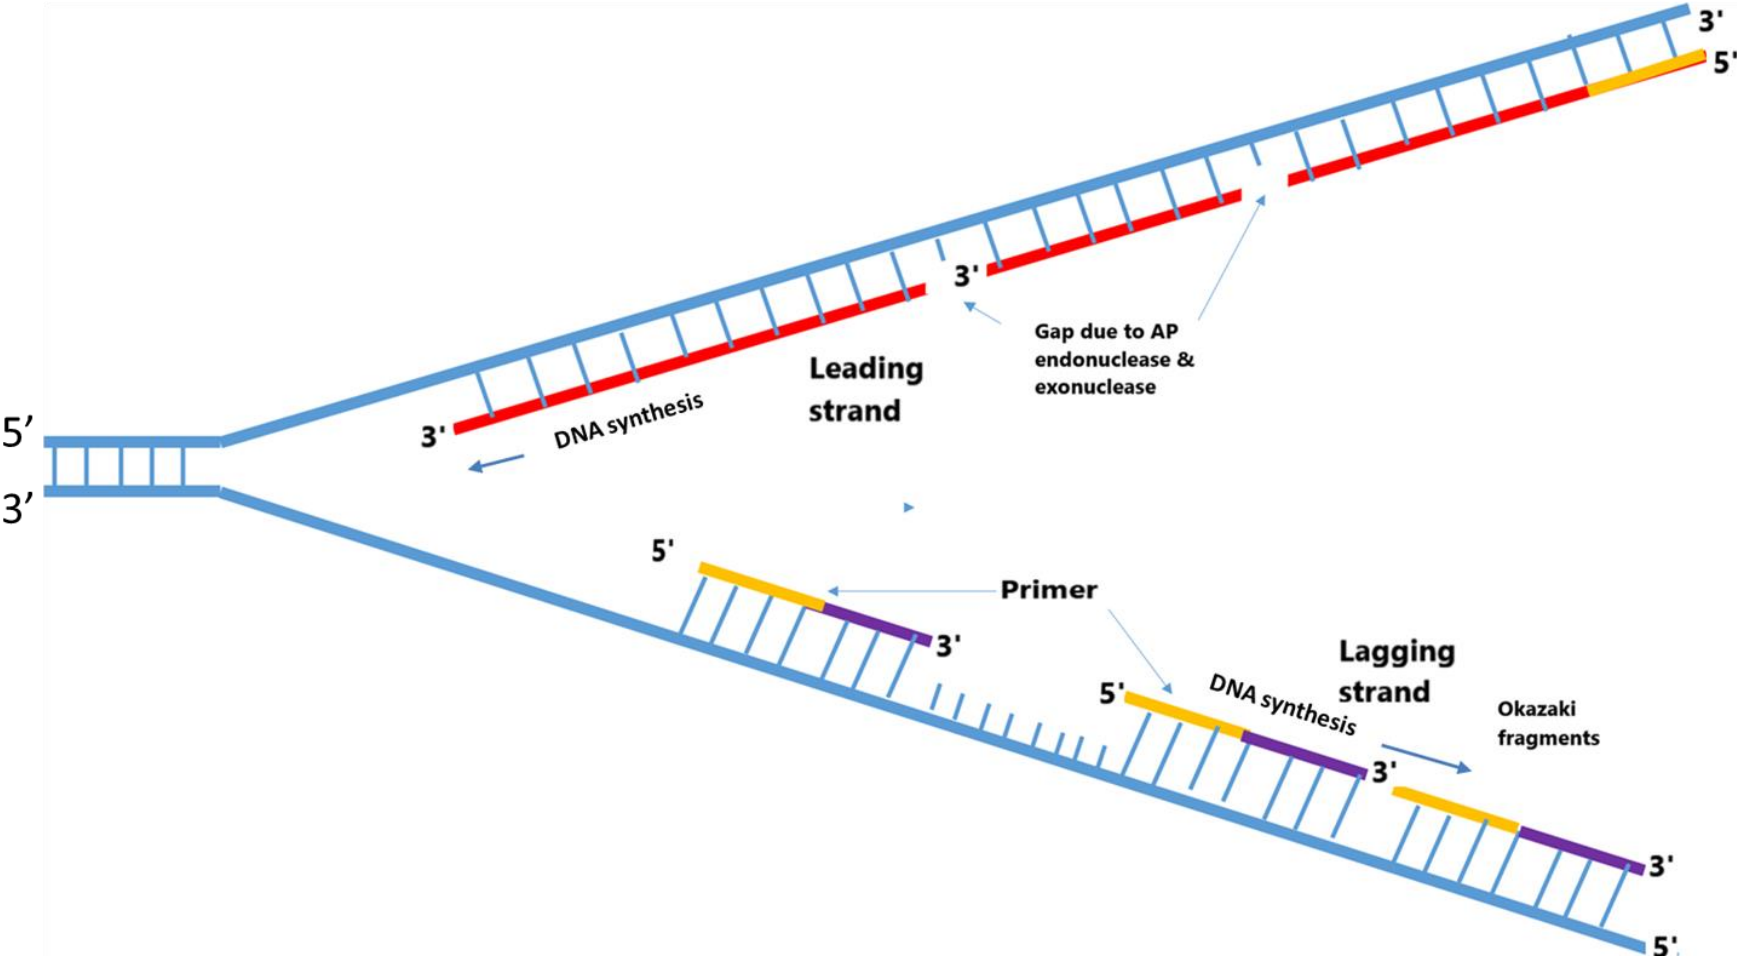 3'
5'
3'
Gap due to AP
endonuclease &
exonuclease
Leading
strand
DNA synthesis
3'
5’
3’
5'
Primer
3'
Lagging
strand
5'
DNA synthesis
Okazaki
fragments
3'
3'
5'